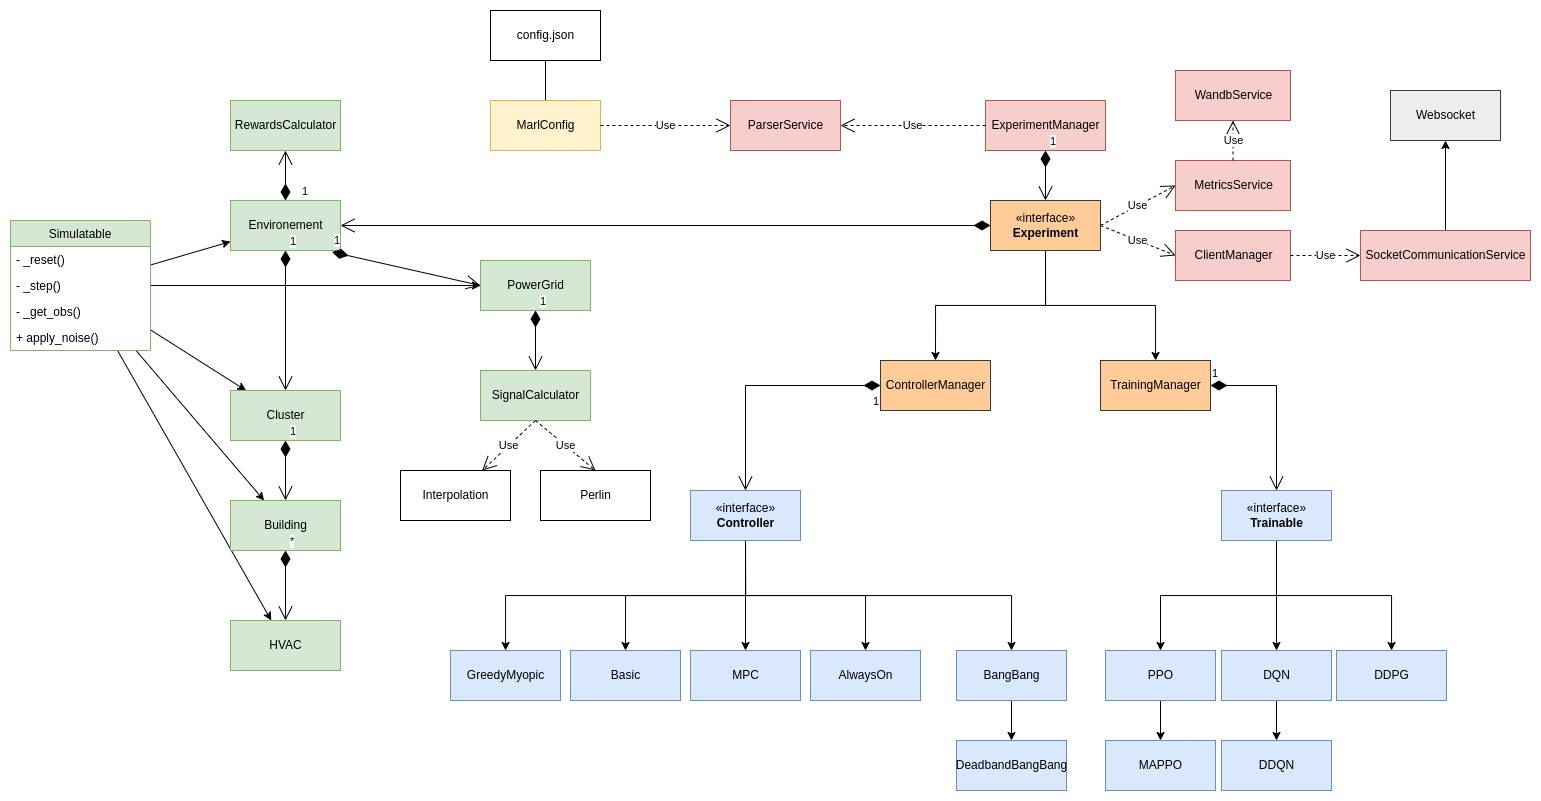 config.json
MarlConfig
Use
ParserService
Use
ExperimentManager
1
WandbService
Use
MetricsService
Websocket
RewardsCalculator
1
Environement
1
1
«interface»
Experiment
Use
Use
ClientManager
Use
SocketCommunicationService
Simulatable
- _reset()
- _step()
- _get_obs()
+ apply_noise()
PowerGrid
1
SignalCalculator
Use
Use
Interpolation
Perlin
Cluster
1
Building
*
HVAC
ControllerManager
1
TrainingManager
1
«interface»
Controller
«interface»
Trainable
GreedyMyopic
Basic
MPC
AlwaysOn
BangBang
PPO
DQN
DDPG
DeadbandBangBang
MAPPO
DDQN